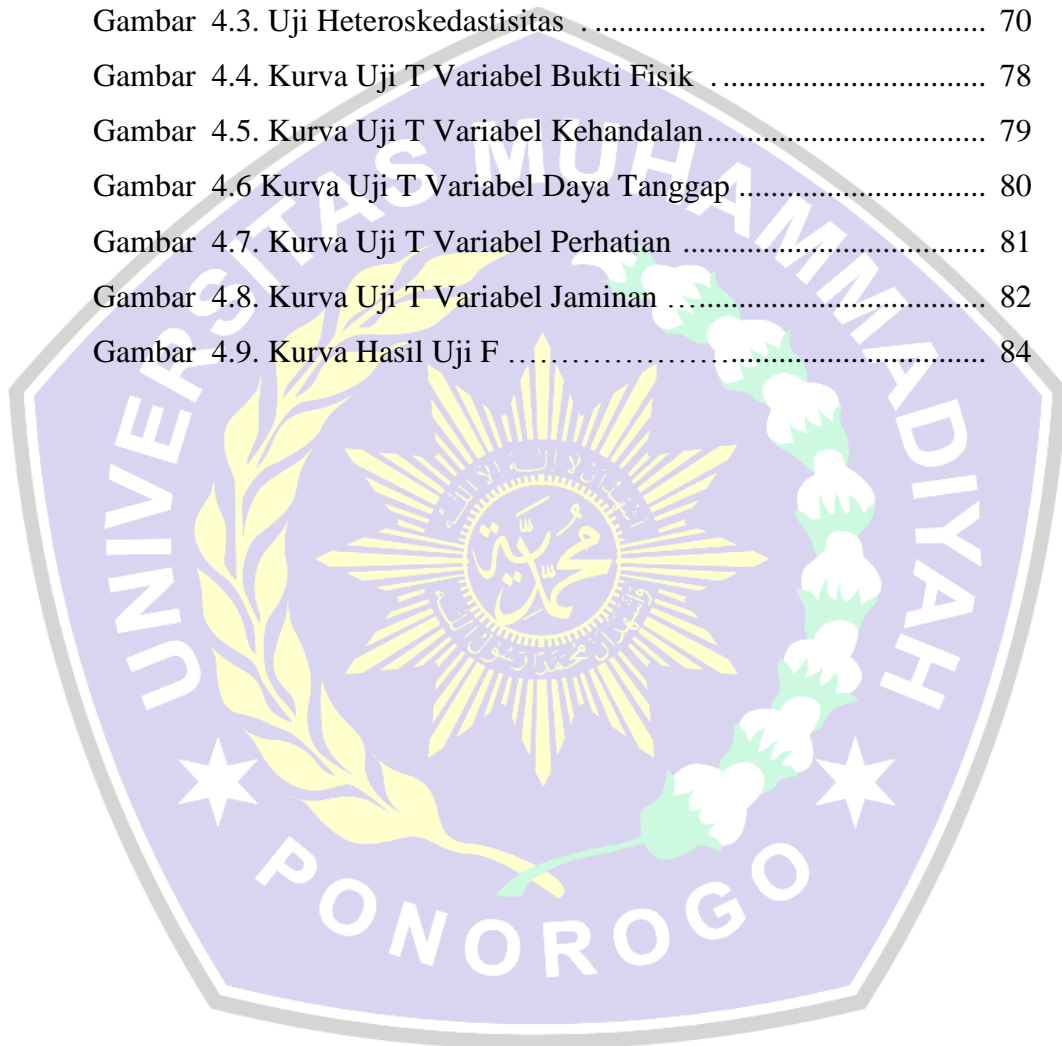 Gambar 4.3. Uji Heteroskedastisitas . .................................................. 70
Gambar 4.4. Kurva Uji T Variabel Bukti Fisik . .................................. 78
Gambar 4.5. Kurva Uji T Variabel Kehandalan .................................... 79
Gambar 4.6 Kurva Uji T Variabel Daya Tanggap ................................ 80
Gambar 4.7. Kurva Uji T Variabel Perhatian ....................................... 81
Gambar 4.8. Kurva Uji T Variabel Jaminan ......................................... 82
Gambar 4.9. Kurva Hasil Uji F ............................................................. 84
UNIVERSITAS MUHAMMADIYAH
PONOROGO
محمدية